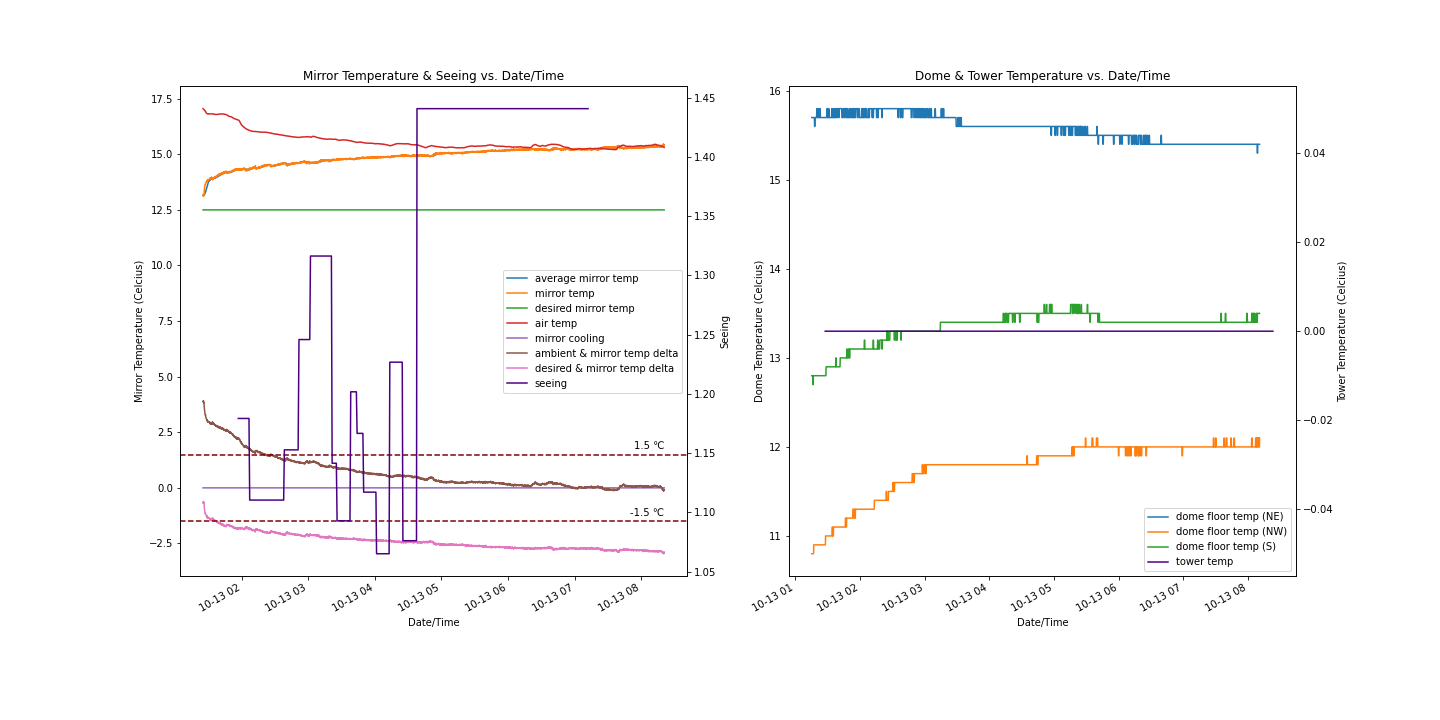 Mirror Temperature & Seeing vs. Date/Time
17.5
15.0
12.5
10.0
7.5
5.0
2.5
0.0
−2.5
Mirror Temperature (Celcius)
1.45
1.40
1.35
1.30
1.25
1.20
1.15
1.10
1.05
Seeing
average mirror temp
mirror temp
desired mirror temp
air temp
mirror cooling
ambient & mirror temp delta
desired & mirror temp delta
seeing
1.5 °C
-1.5 °C
10-13 02
10-13 03
10-13 04
10-13 05
10-13 06
10-13 07
10-13 08
Date/Time
Dome & Tower Temperature vs. Date/Time
16
15
14
13
12
11
Dome Temperature (Celcius)
0.04
0.02
0.00
−0.02
−0.04
Tower Temperature (Celcius)
dome floor temp (NE)
dome floor temp (NW)
dome floor temp (S)
tower temp
10-13 01
10-13 02
10-13 03
10-13 04
10-13 05
10-13 06
10-13 07
10-13 08
Date/Time